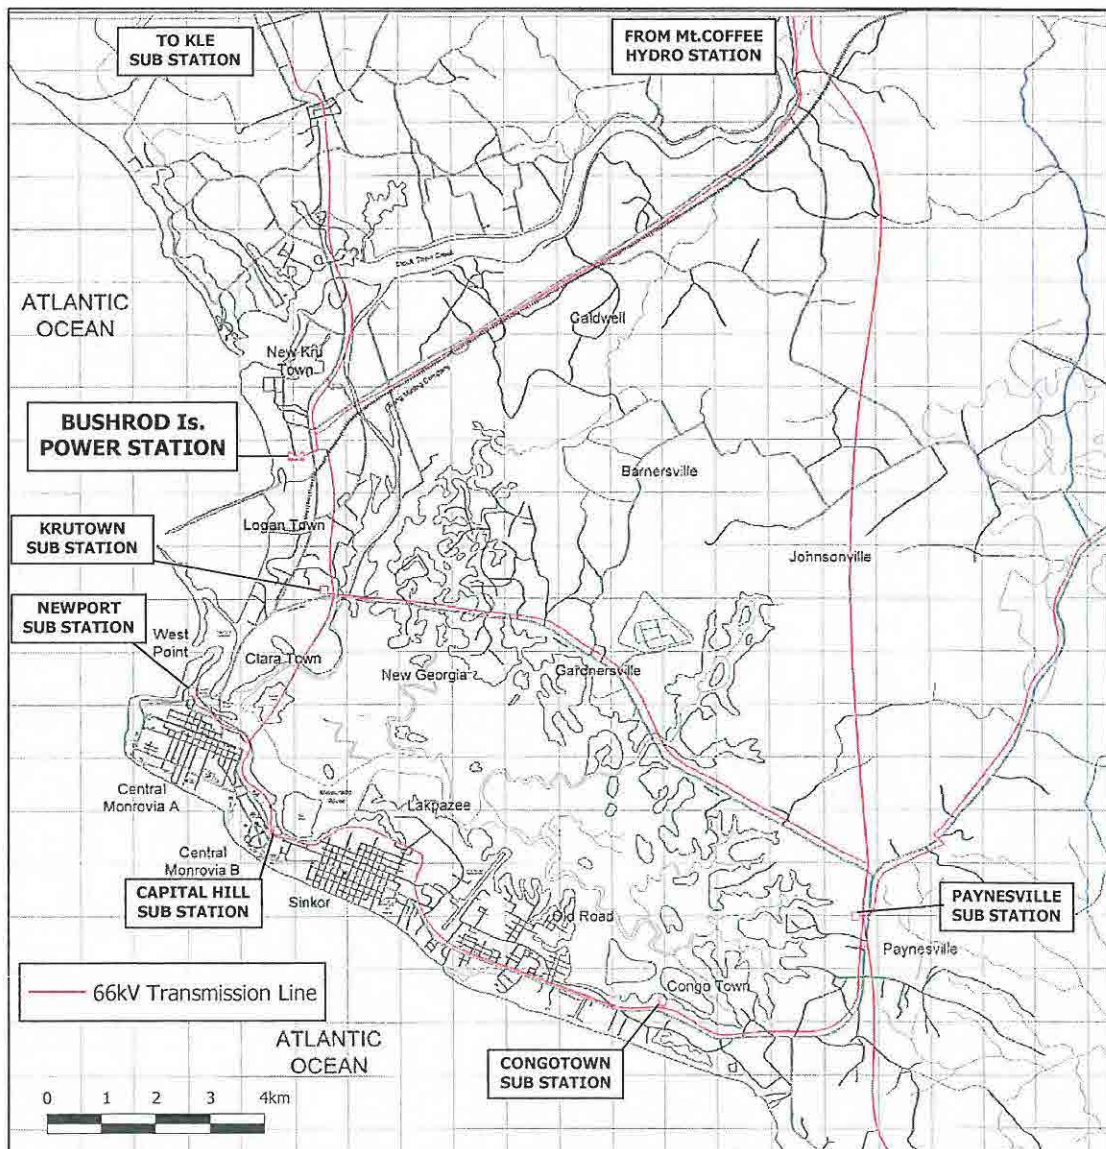 TO KLE
SUB STATION
FROM Mt.COFFEE
HYDRO STATION
ATLANTIC
OCEAN
Caldwell
New Kru
Town
BUSHROD Is.
POWER STATION
Barnersville
Logan Town
KRUTOWN
SUB STATION
Johnsonville
NEWPORT
SUB STATION
West
Point
Clara Town
New Georgia
Gardnersville
Central
Monrovia A
Lakpazee
Central
Monrovia B
CAPITAL HILL
SUB STATION
Sinkor
Old Road
PAYNESVILLE
SUB STATION
Paynesville
66kV Transmission Line
Congo Town
ATLANTIC
OCEAN
CONGOTOWN
SUB STATION
0 1 2 3 4km